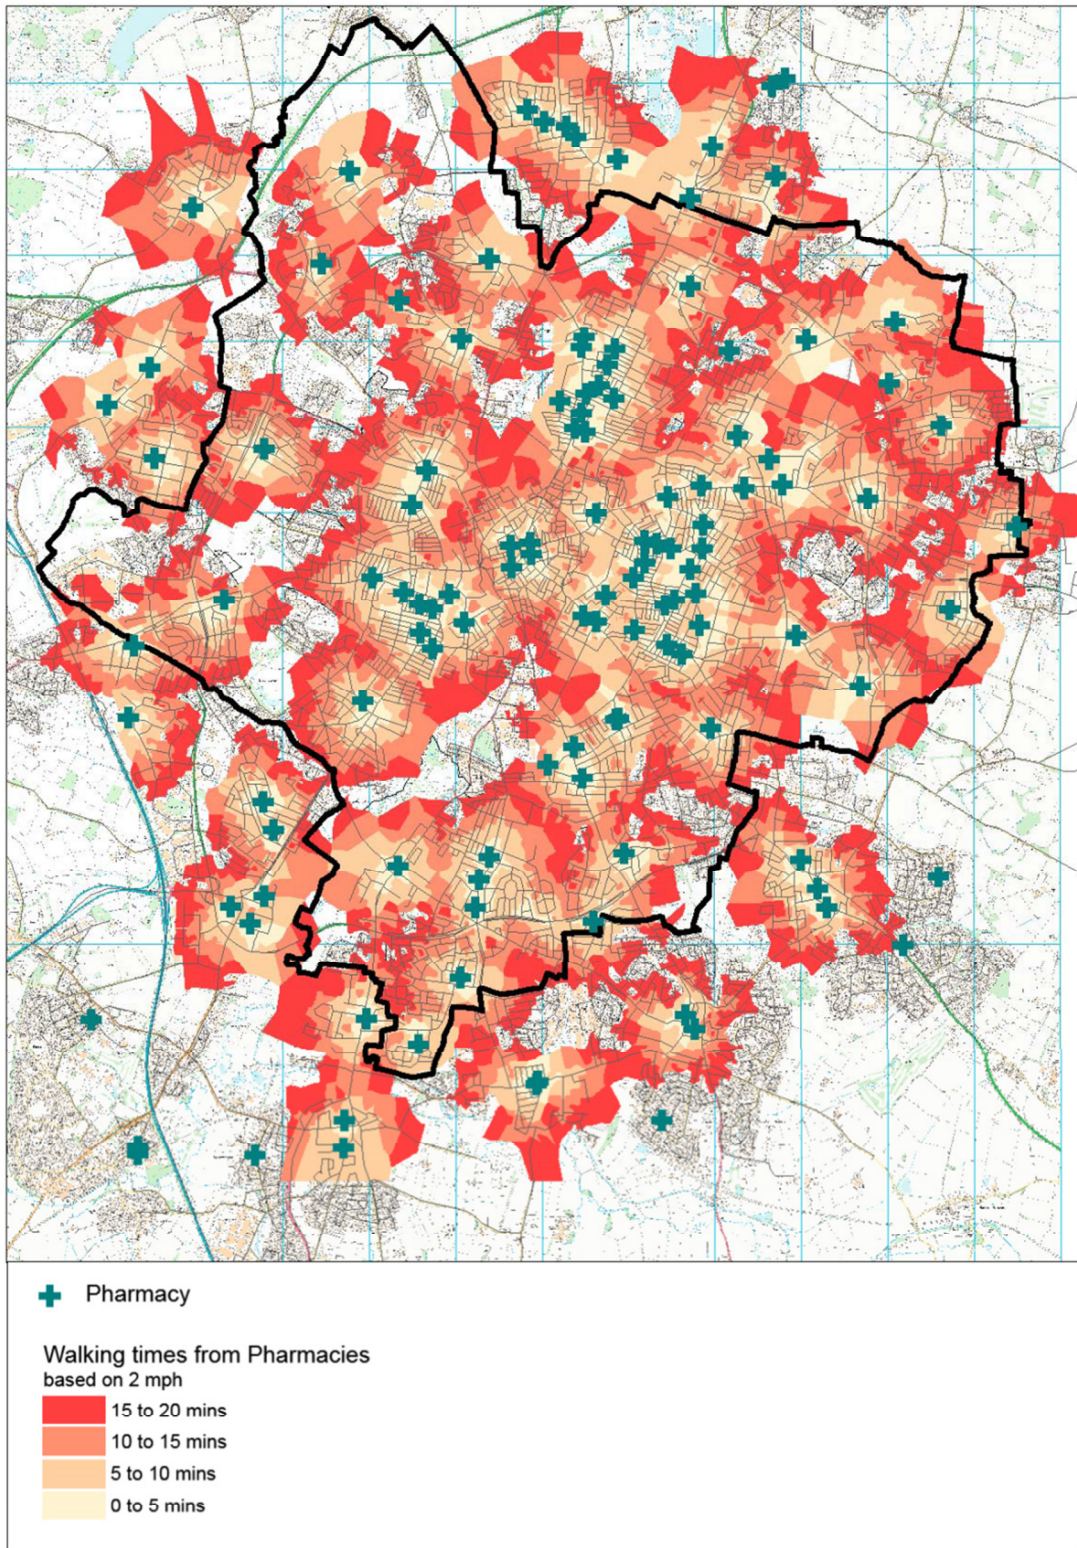 Pharmacy
Walking times from Pharmacies
based on 2 mph
15 to 20 mins
10 to 15 mins
5 to 10 mins
0 to 5 mins